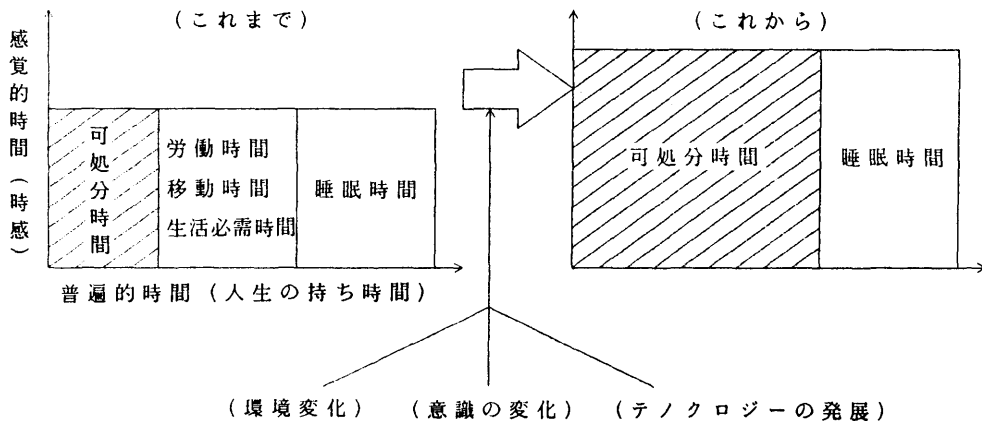 (これまで)
(これから)
感覚的時間(時感)
可処分時間
労働時間
移動時間
生活必需時間
睡眠時間
可処分時間
睡眠時間
普遍的時間(人生の持ち時間)
(環境変化)
(意識の変化)
(テノクロジーの発展)